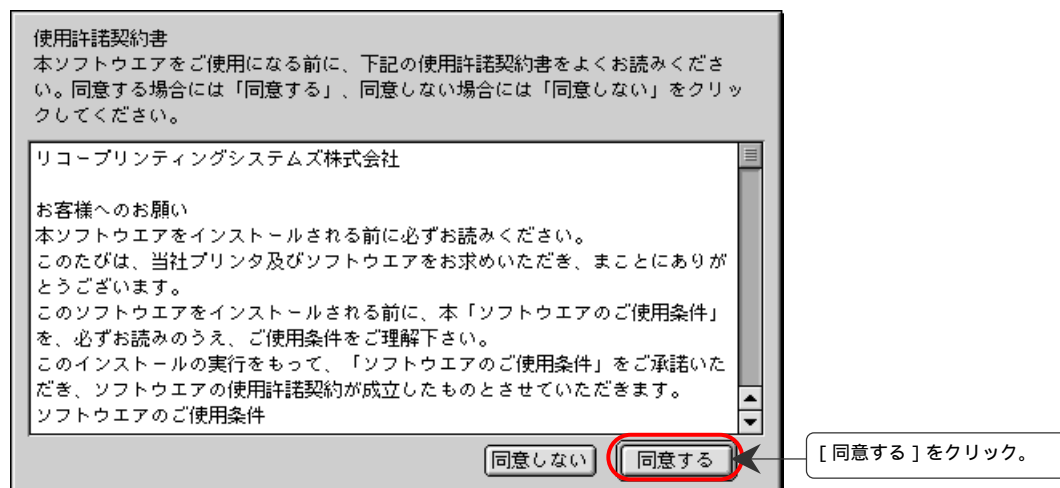 使用許諾契約書
本ソフトウエアをご使用になる前に、下記の使用許諾契約書をよくお読みくださ
い。同意する場合には「同意する」、同意しない場合には「同意しない」をクリッ
クしてください。
リコープリンティングシステムズ株式会社
お客様へのお願い
本ソフトウエアをインストールされる前に必ずお読みください。
このたびは、当社プリンタ及びソフトウエアをお求めいただき、まことにありが
とうございます。
このソフトウエアをインストールされる前に、本「ソフトウエアのご使用条件」
を、必ずお読みのうえ、ご使用条件をご理解下さい。
このインストールの実行をもって、「ソフトウエアのご使用条件」をご承諾いた
だき、ソフトウエアの使用許諾契約が成立したものとさせていただきます。
ソフトウエアのご使用条件
同意しない 同意する
[ 同意する ] をクリック。